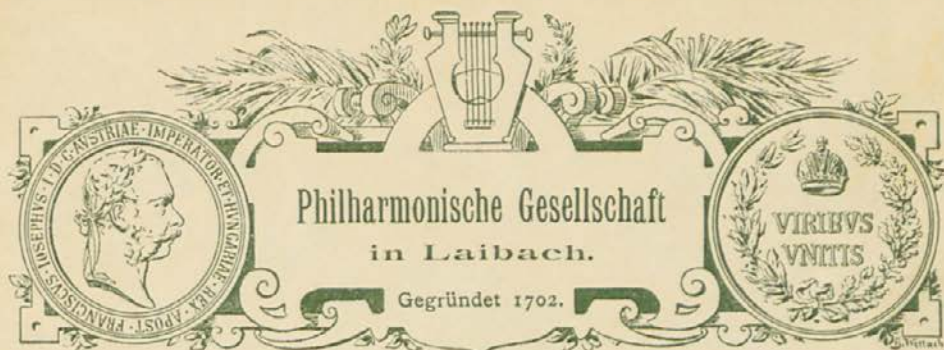 FRANCISCVS·IOSEPHVS·I·D·G·AVSTRIAE·IMPERATOR·ET·HVNGARIAE·REX·APOST·
Philharmonische Gesellschaft
in Laibach.
Gegründet 1702.
VIRIBVS
VNITIS